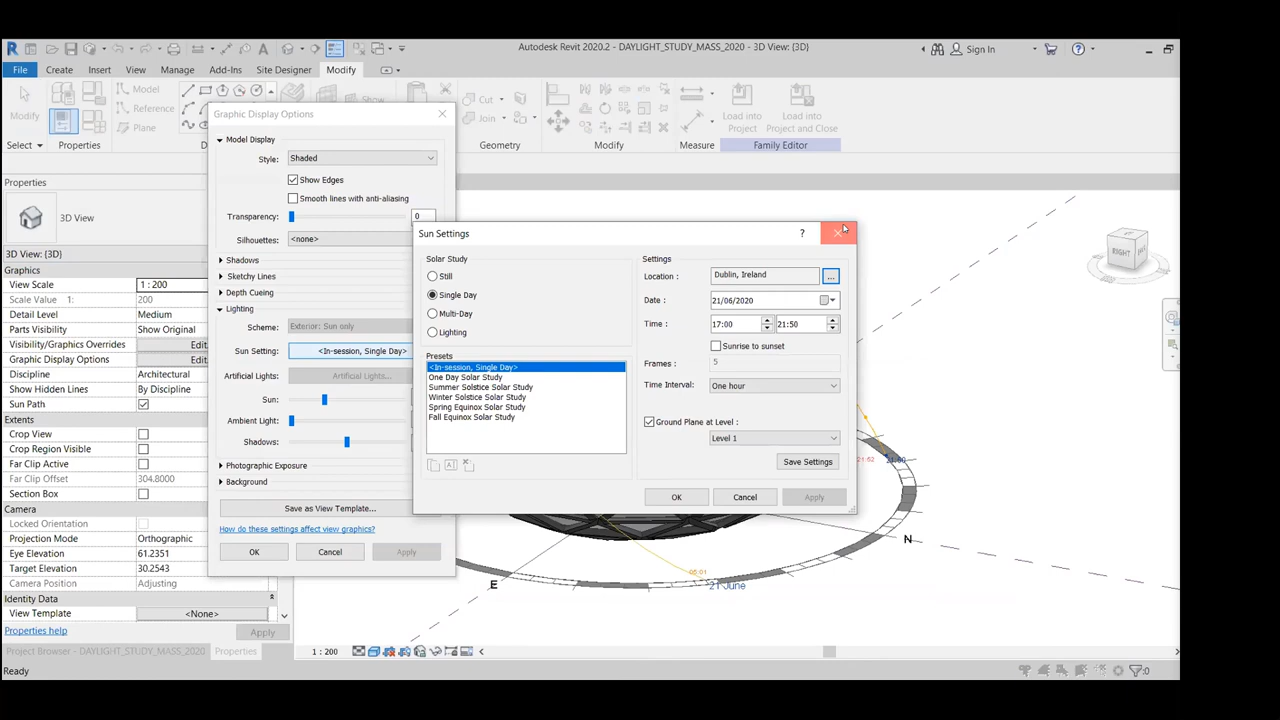 Autodesk Revit 2020.2 - DAYLIGHT_STUDY_MASS_2020 - 3D View: {3D}
Sign In
File Create Insert Annotate View Manage Add-Ins Site Designer Modify
Modify
Select
Properties
Model
Reference
Plane
Show
Cut
Join
Geometry
Modify
Measure
Load into Project
Load into Project and Close
Family Editor
Properties
3D View
3D View: {3D}
Graphics
View Scale 1 : 200
Scale Value 1: 200
Detail Level Medium
Parts Visibility Show Original
Visibility/Graphics Overrides Edit
Graphic Display Options Edit
Discipline Architectural
Show Hidden Lines By Discipline
Sun Path
Extents
Crop View
Crop Region Visible
Far Clip Active
Far Clip Offset 304.8000
Section Box
Camera
Locked Orientation
Projection Mode Orthographic
Eye Elevation 61.2351
Target Elevation 30.2543
Camera Position Adjusting
Identity Data
View Template <None>
Properties help
Apply
Project Browser - DAYLIGHT_STUDY_MASS_2020
Properties
Ready
Graphic Display Options
Model Display
Style: Shaded
Show Edges
Smooth lines with anti-aliasing
Transparency: 0
Silhouettes: <none>
Shadows
Sketchy Lines
Depth Cueing
Lighting
Scheme: Exterior: Sun only
Sun Setting: <In-session, Single Day>
Artificial Lights: Artificial Lights...
Sun:
Ambient Light:
Shadows:
Photographic Exposure
Background
Save as View Template...
How do these settings affect view graphics?
OK Cancel Apply
Sun Settings
Solar Study
Still
Single Day
Multi-Day
Lighting
Presets
<In-session, Single Day>
One Day Solar Study
Summer Solstice Solar Study
Winter Solstice Solar Study
Spring Equinox Solar Study
Fall Equinox Solar Study
Settings
Location : Dublin, Ireland ...
Date : 21/06/2020
Time : 17:00 21:50
Sunrise to sunset
Frames : 5
Time Interval: One hour
Ground Plane at Level :
Level 1
Save Settings
OK Cancel Apply
RIGHT
N
E
05:01
21 June
1 : 200
:0